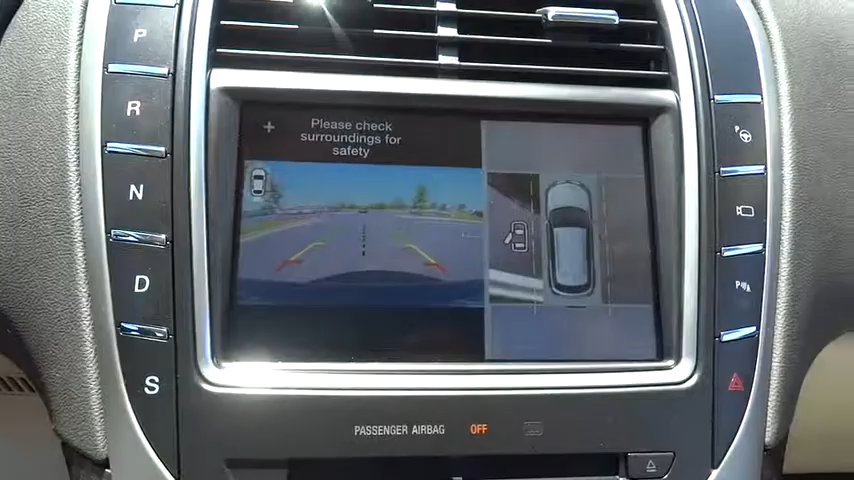 P
R
N
D
S
Please check
surroundings for
safety
PASSENGER AIRBAG OFF